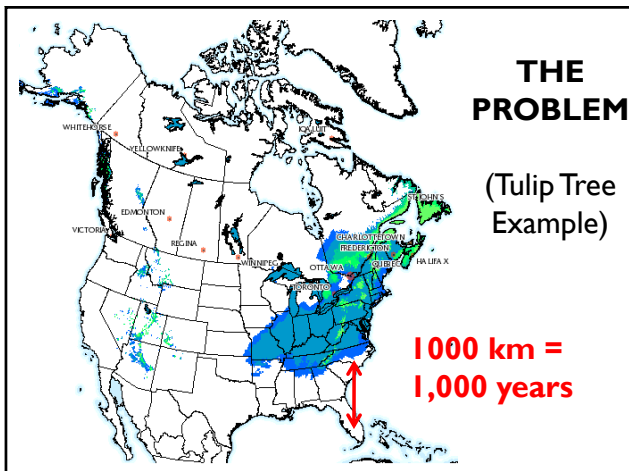 THE
PROBLEM
(Tulip Tree
Example)
WHITEHORSE
YELLOWKNIFE
IQALUIT
ST JOHN'S
EDMONTON
CHARLOTTETOWN
FREDERICTON
VICTORIA
REGINA
WINNIPEG
OTTAWA
QUEBEC
HALIFAX
TORONTO
1000 km =
1,000 years